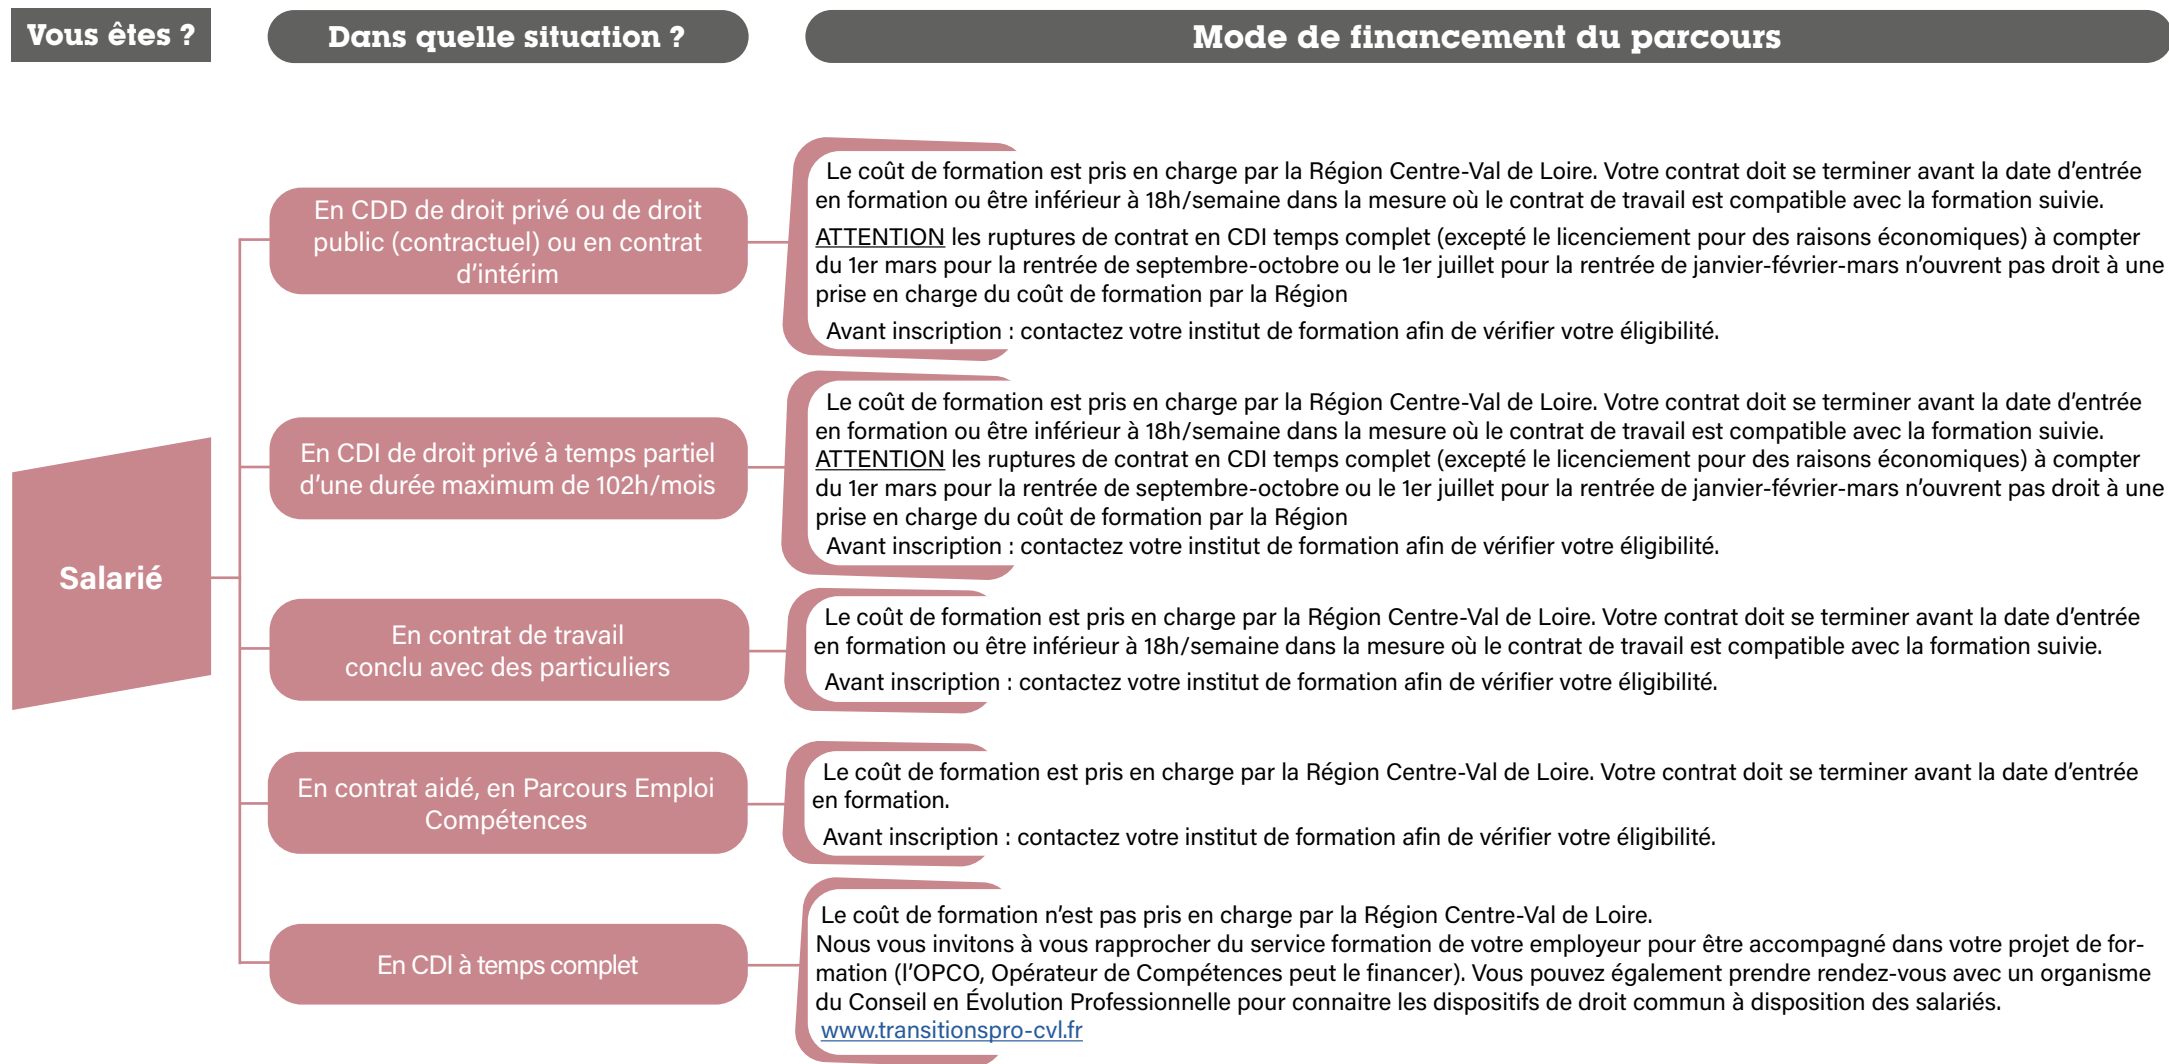 Vous êtes ?
Dans quelle situation ?
Mode de financement du parcours
Salarié
En CDD de droit privé ou de droit
public (contractuel) ou en contrat
d'intérim
Le coût de formation est pris en charge par la Région Centre-Val de Loire. Votre contrat doit se terminer avant la date d'entrée
en formation ou être inférieur à 18h/semaine dans la mesure où le contrat de travail est compatible avec la formation suivie.
ATTENTION les ruptures de contrat en CDI temps complet (excepté le licenciement pour des raisons économiques) à compter
du 1er mars pour la rentrée de septembre-octobre ou le 1er juillet pour la rentrée de janvier-février-mars n'ouvrent pas droit à une
prise en charge du coût de formation par la Région
Avant inscription : contactez votre institut de formation afin de vérifier votre éligibilité.
En CDI de droit privé à temps partiel
d'une durée maximum de 102h/mois
Le coût de formation est pris en charge par la Région Centre-Val de Loire. Votre contrat doit se terminer avant la date d'entrée
en formation ou être inférieur à 18h/semaine dans la mesure où le contrat de travail est compatible avec la formation suivie.
ATTENTION les ruptures de contrat en CDI temps complet (excepté le licenciement pour des raisons économiques) à compter
du 1er mars pour la rentrée de septembre-octobre ou le 1er juillet pour la rentrée de janvier-février-mars n'ouvrent pas droit à une
prise en charge du coût de formation par la Région
Avant inscription : contactez votre institut de formation afin de vérifier votre éligibilité.
En contrat de travail
conclu avec des particuliers
Le coût de formation est pris en charge par la Région Centre-Val de Loire. Votre contrat doit se terminer avant la date d'entrée
en formation ou être inférieur à 18h/semaine dans la mesure où le contrat de travail est compatible avec la formation suivie.
Avant inscription : contactez votre institut de formation afin de vérifier votre éligibilité.
En contrat aidé, en Parcours Emploi
Compétences
Le coût de formation est pris en charge par la Région Centre-Val de Loire. Votre contrat doit se terminer avant la date d'entrée
en formation.
Avant inscription : contactez votre institut de formation afin de vérifier votre éligibilité.
En CDI à temps complet
Le coût de formation n'est pas pris en charge par la Région Centre-Val de Loire.
Nous vous invitons à vous rapprocher du service formation de votre employeur pour être accompagné dans votre projet de for-
mation (l'OPCO, Opérateur de Compétences peut le financer). Vous pouvez également prendre rendez-vous avec un organisme
du Conseil en Évolution Professionnelle pour connaitre les dispositifs de droit commun à disposition des salariés.
www.transitionspro-cvl.fr